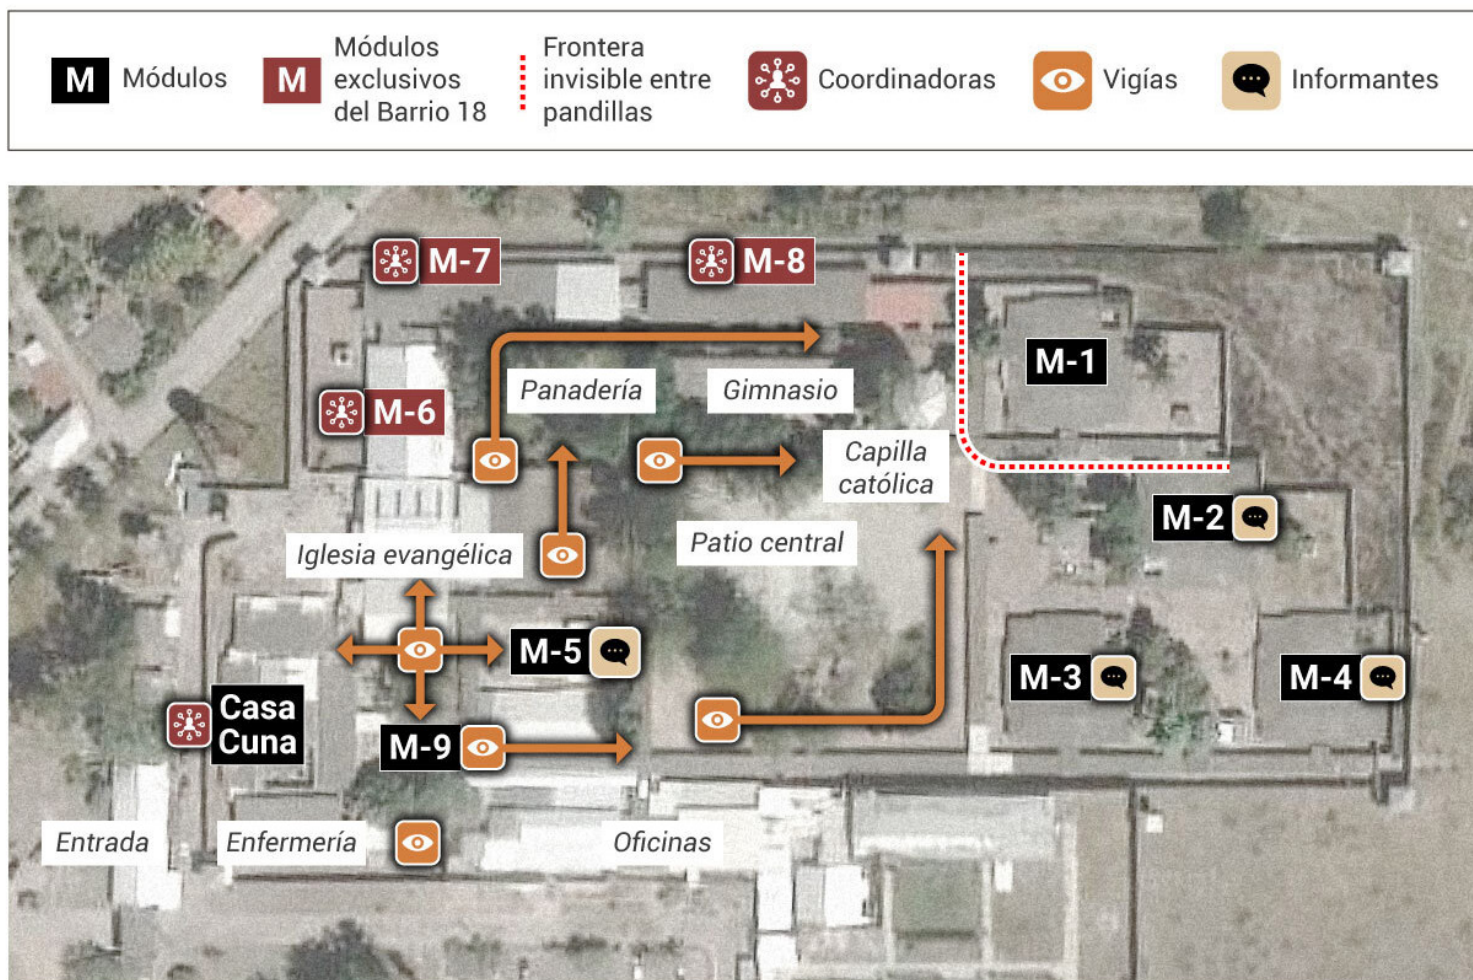 M Módulos
M Módulos
exclusivos
del Barrio 18
Frontera
invisible entre
pandillas
Coordinadoras
Vigías
Informantes
M-7
M-8
M-1
M-6
Panadería
Gimnasio
Capilla
católica
M-2
Iglesia evangélica
Patio central
M-5
M-3
M-4
Casa
Cuna
M-9
Entrada
Enfermería
Oficinas